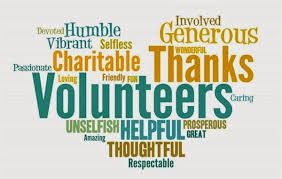 Involved
Devoted Humble Generous
Vibrant Selfless WONDERFUL
Passionate Charitable Thanks
Loving Friendly FUN
Volunteers Caring
UNSELFISH HELPFUL PROSPEROUS
Amazing GREAT
THOUGHTFUL
Respectable